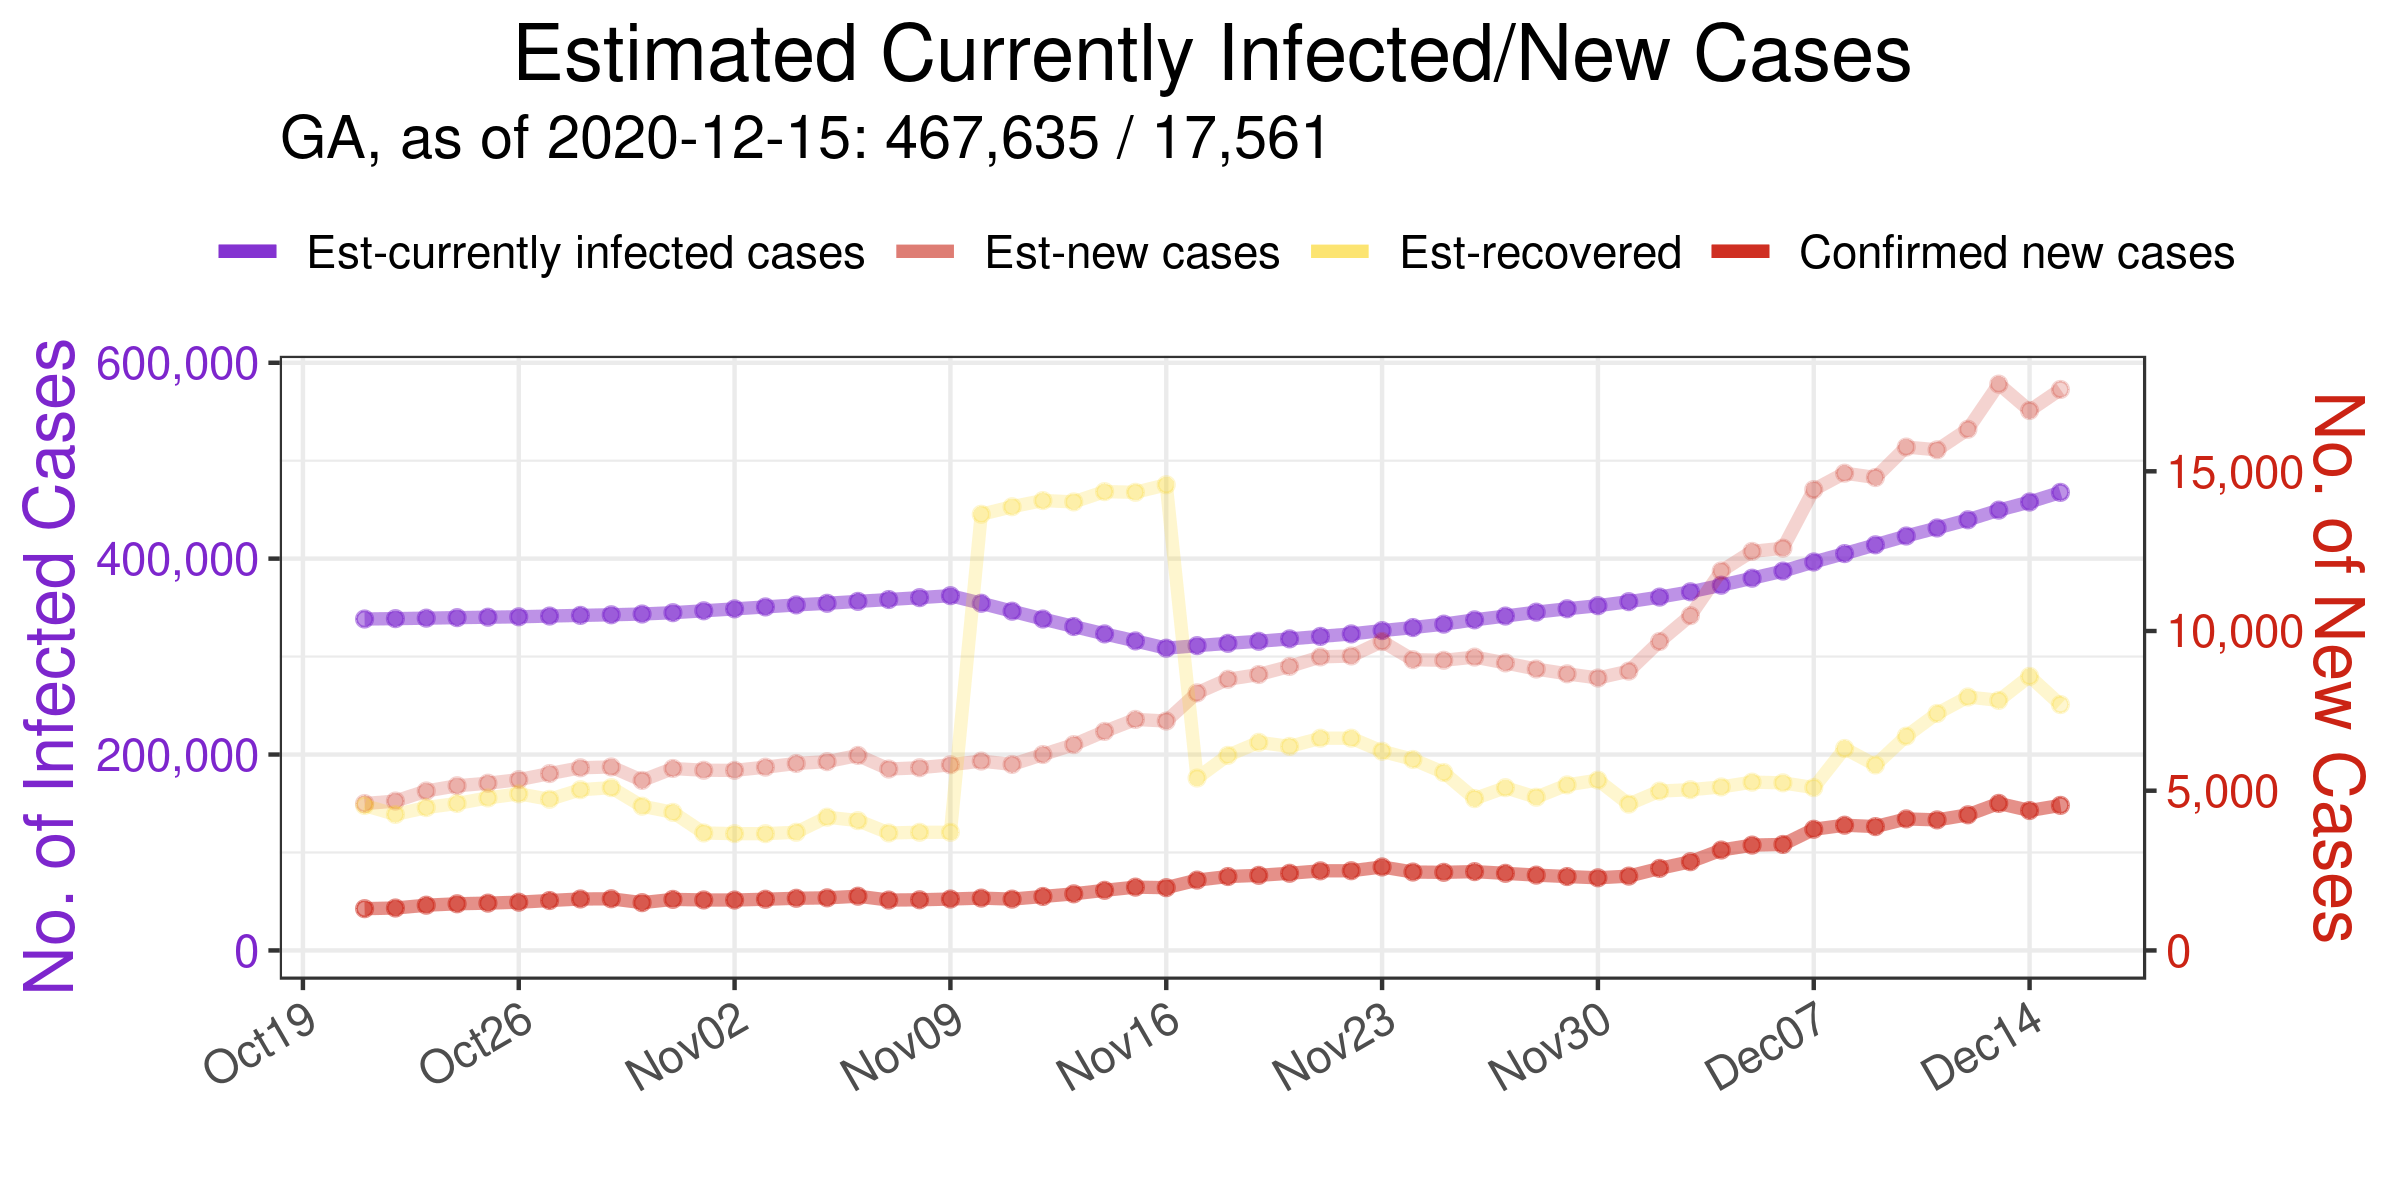 Estimated Currently Infected/New Cases
GA, as of 2020-12-15: 467,635 / 17,561
Est-currently infected cases Est-new cases Est-recovered Confirmed new cases
No. of Infected Cases
600,000
400,000
200,000
0
15,000
10,000
5,000
0
No. of New Cases
Oct19 Oct26 Nov02 Nov09 Nov16 Nov23 Nov30 Dec07 Dec14